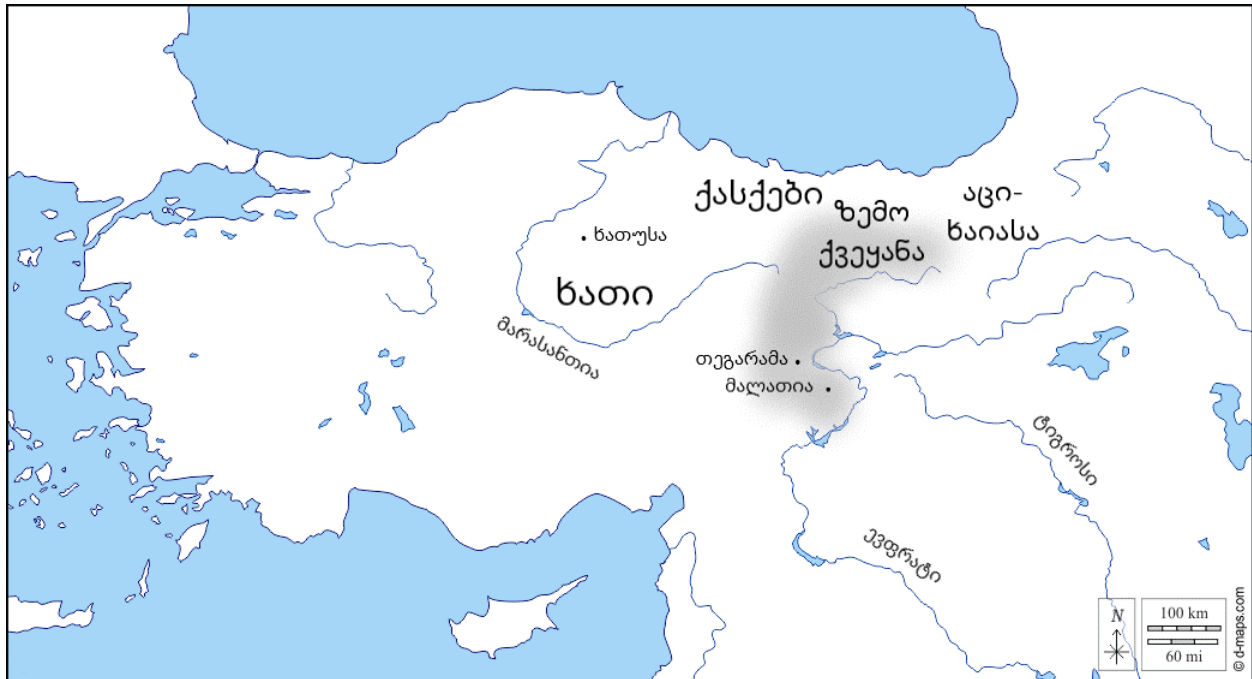 ქასქები
ზემო
ქვეყანა
აცი-
ხაიასა
ხათუსა
ხათი
მარასანთია
თეგარამა
მალათია
ტიგროსი
ევფრატი
N
100 km
60 mi
© d-maps.com